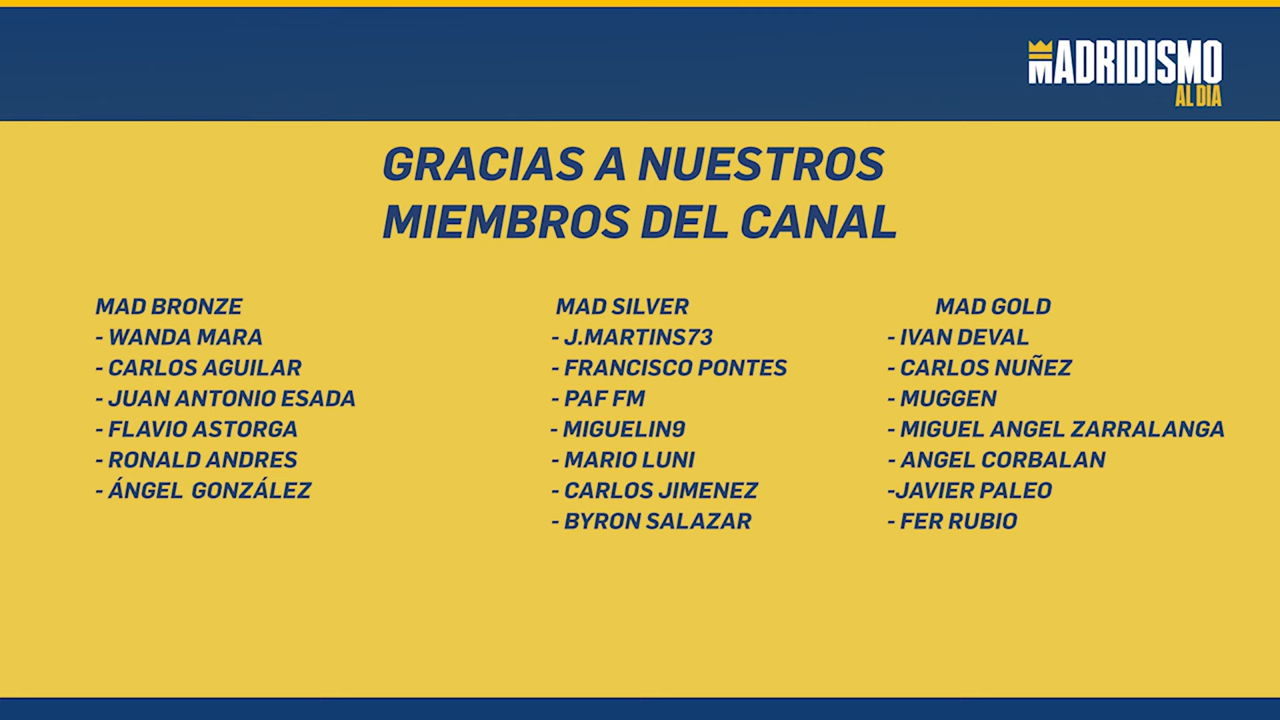 MADRIDISMO
AL DIA
GRACIAS A NUESTROS
MIEMBROS DEL CANAL
MAD BRONZE
- WANDA MARA
- CARLOS AGUILAR
- JUAN ANTONIO ESADA
- FLAVIO ASTORGA
- RONALD ANDRES
- ÁNGEL GONZÁLEZ
MAD SILVER
- J.MARTINS73
- FRANCISCO PONTES
- PAF FM
- MIGUELIN9
- MARIO LUNI
- CARLOS JIMENEZ
- BYRON SALAZAR
MAD GOLD
- IVAN DEVAL
- CARLOS NUÑEZ
- MUGGEN
- MIGUEL ANGEL ZARRALANGA
- ANGEL CORBALAN
-JAVIER PALEO
- FER RUBIO